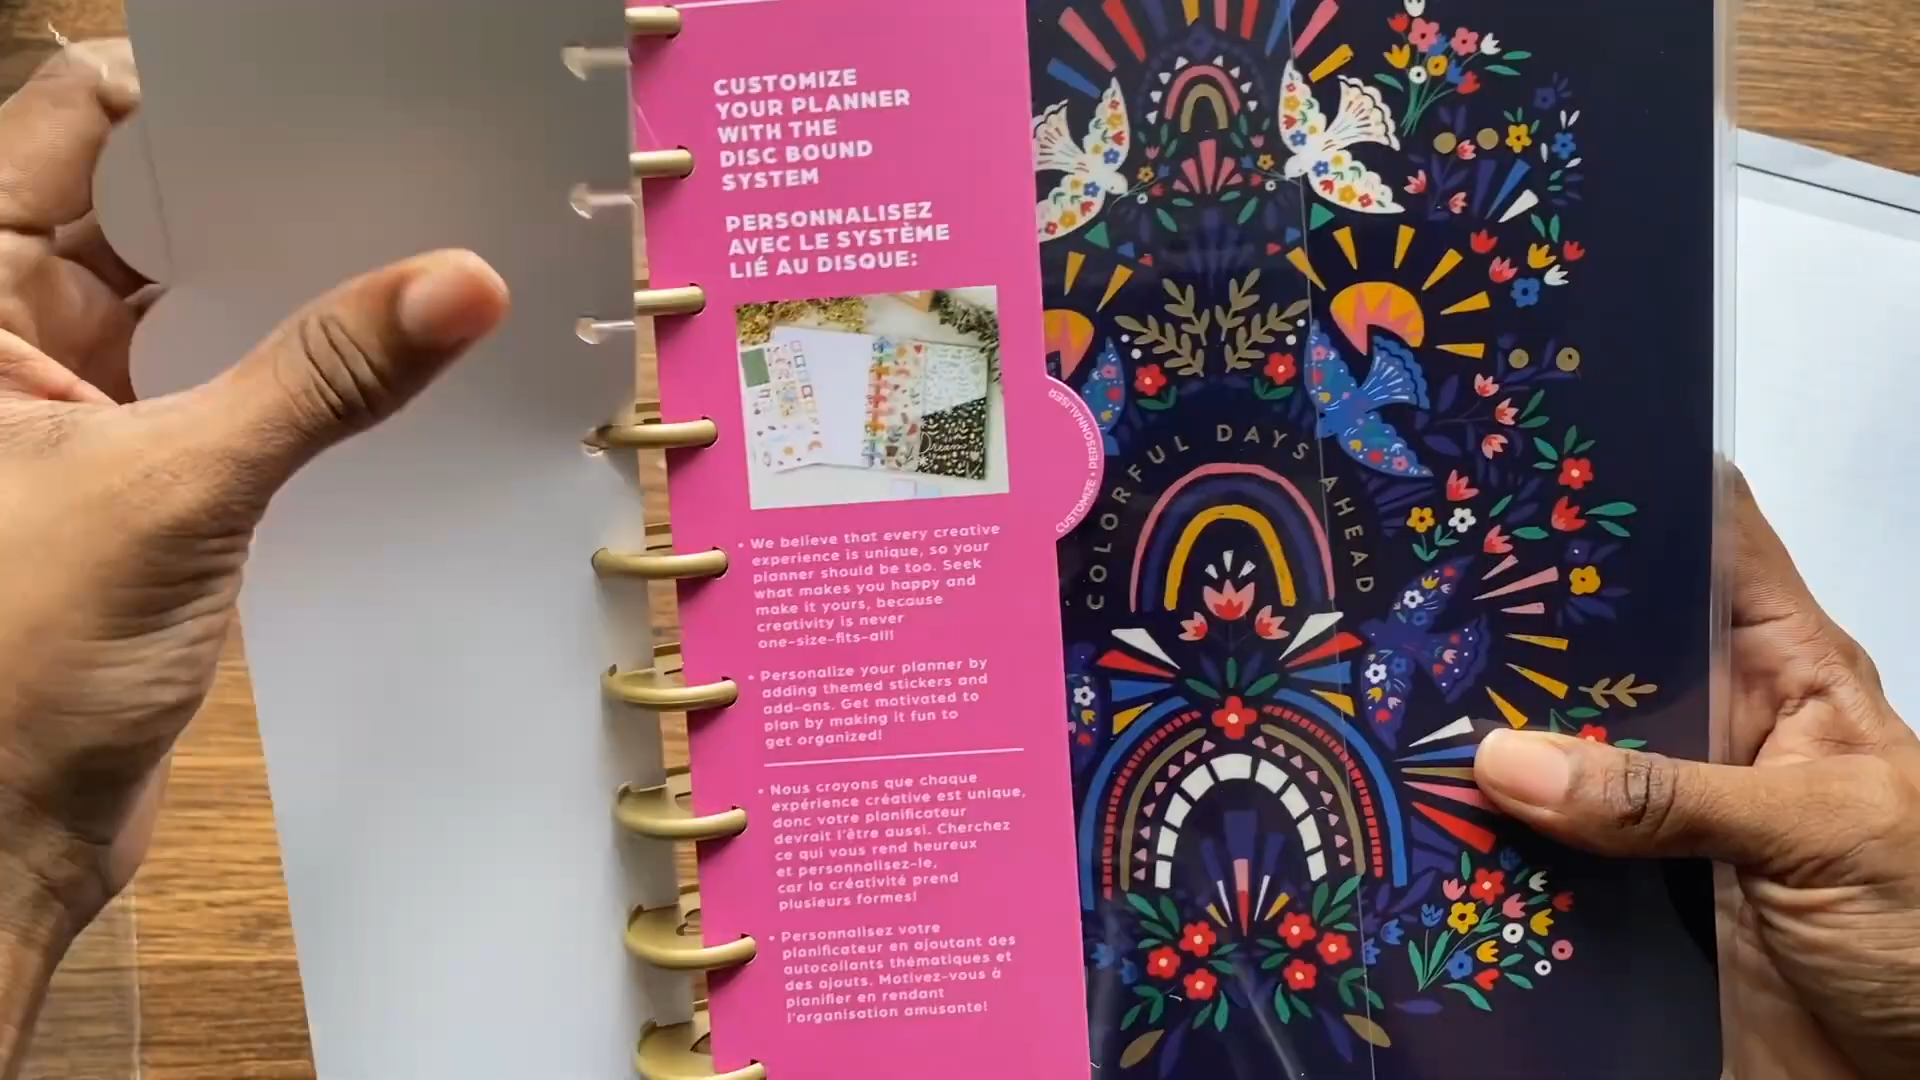 CUSTOMIZE
YOUR PLANNER
WITH THE
DISC BOUND
SYSTEM
PERSONNALISEZ
AVEC LE SYSTÈME
LIÉ AU DISQUE:
Dream
• We believe that every creative
experience is unique, so your
planner should be too. Seek
what makes you happy and
make it yours, because
creativity is never
one-size-fits-all!
• Personalize your planner by
adding themed stickers and
add-ons. Get motivated to
plan by making it fun to
get organized!
• Nous croyons que chaque
expérience créative est unique,
donc votre planificateur
devrait l'être aussi. Cherchez
ce qui vous rend heureux
et personnalisez-le,
car la créativité prend
plusieurs formes!
• Personnalisez votre
planificateur en ajoutant des
autocollants thématiques et
des ajouts. Motivez-vous à
planifier en rendant
l'organisation amusante!
CUSTOMIZE • PERSONNALISER
COLORFUL DAYS AHEAD